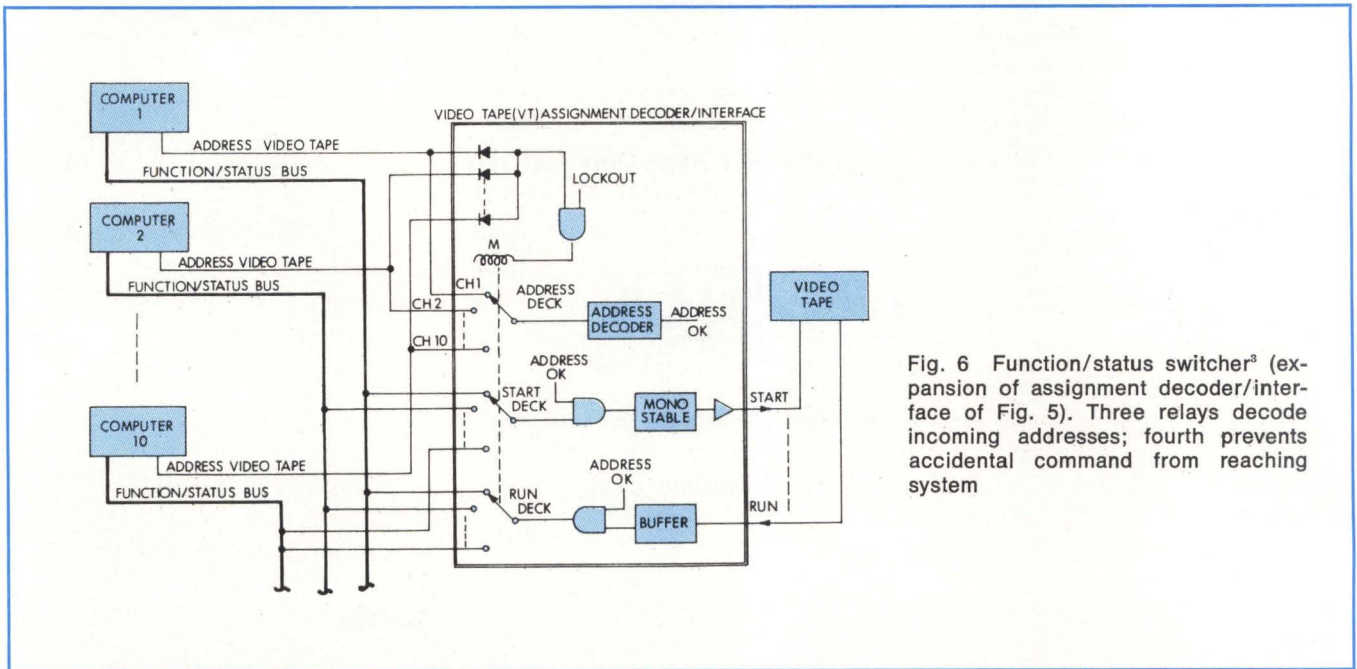 COMPUTER
1
ADDRESS VIDEO TAPE
FUNCTION/STATUS BUS
COMPUTER
2
ADDRESS VIDEO TAPE
FUNCTION/STATUS BUS
COMPUTER
10
ADDRESS VIDEO TAPE
FUNCTION/STATUS BUS
VIDEO TAPE(VT) ASSIGNMENT DECODER/INTERFACE
LOCKOUT
M
CH 1
CH 2
CH 10
ADDRESS
DECK
ADDRESS
DECODER
ADDRESS
OK
START
DECK
ADDRESS
OK
MONO
STABLE
START
RUN
DECK
ADDRESS
OK
BUFFER
RUN
VIDEO
TAPE
Fig. 6 Function/status switcher³ (ex-
pansion of assignment decoder/inter-
face of Fig. 5). Three relays decode
incoming addresses; fourth prevents
accidental command from reaching
system